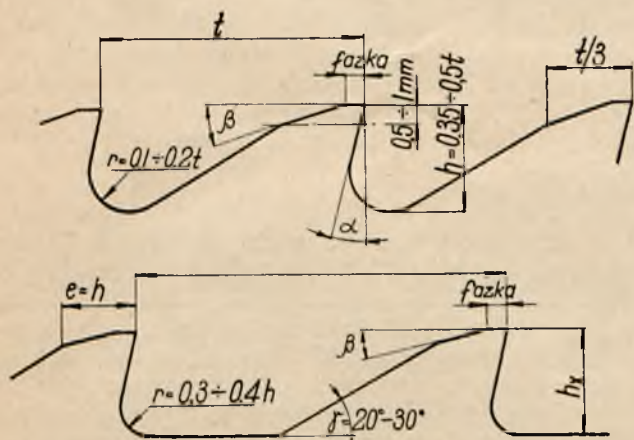 t
t/3
fazka
β
0,5÷1mm
h=0,35÷0,5t
r=0,1÷0.2t
α
e=h
fazka
β
r=0,3÷0.4h
γ=20°-30°
hx